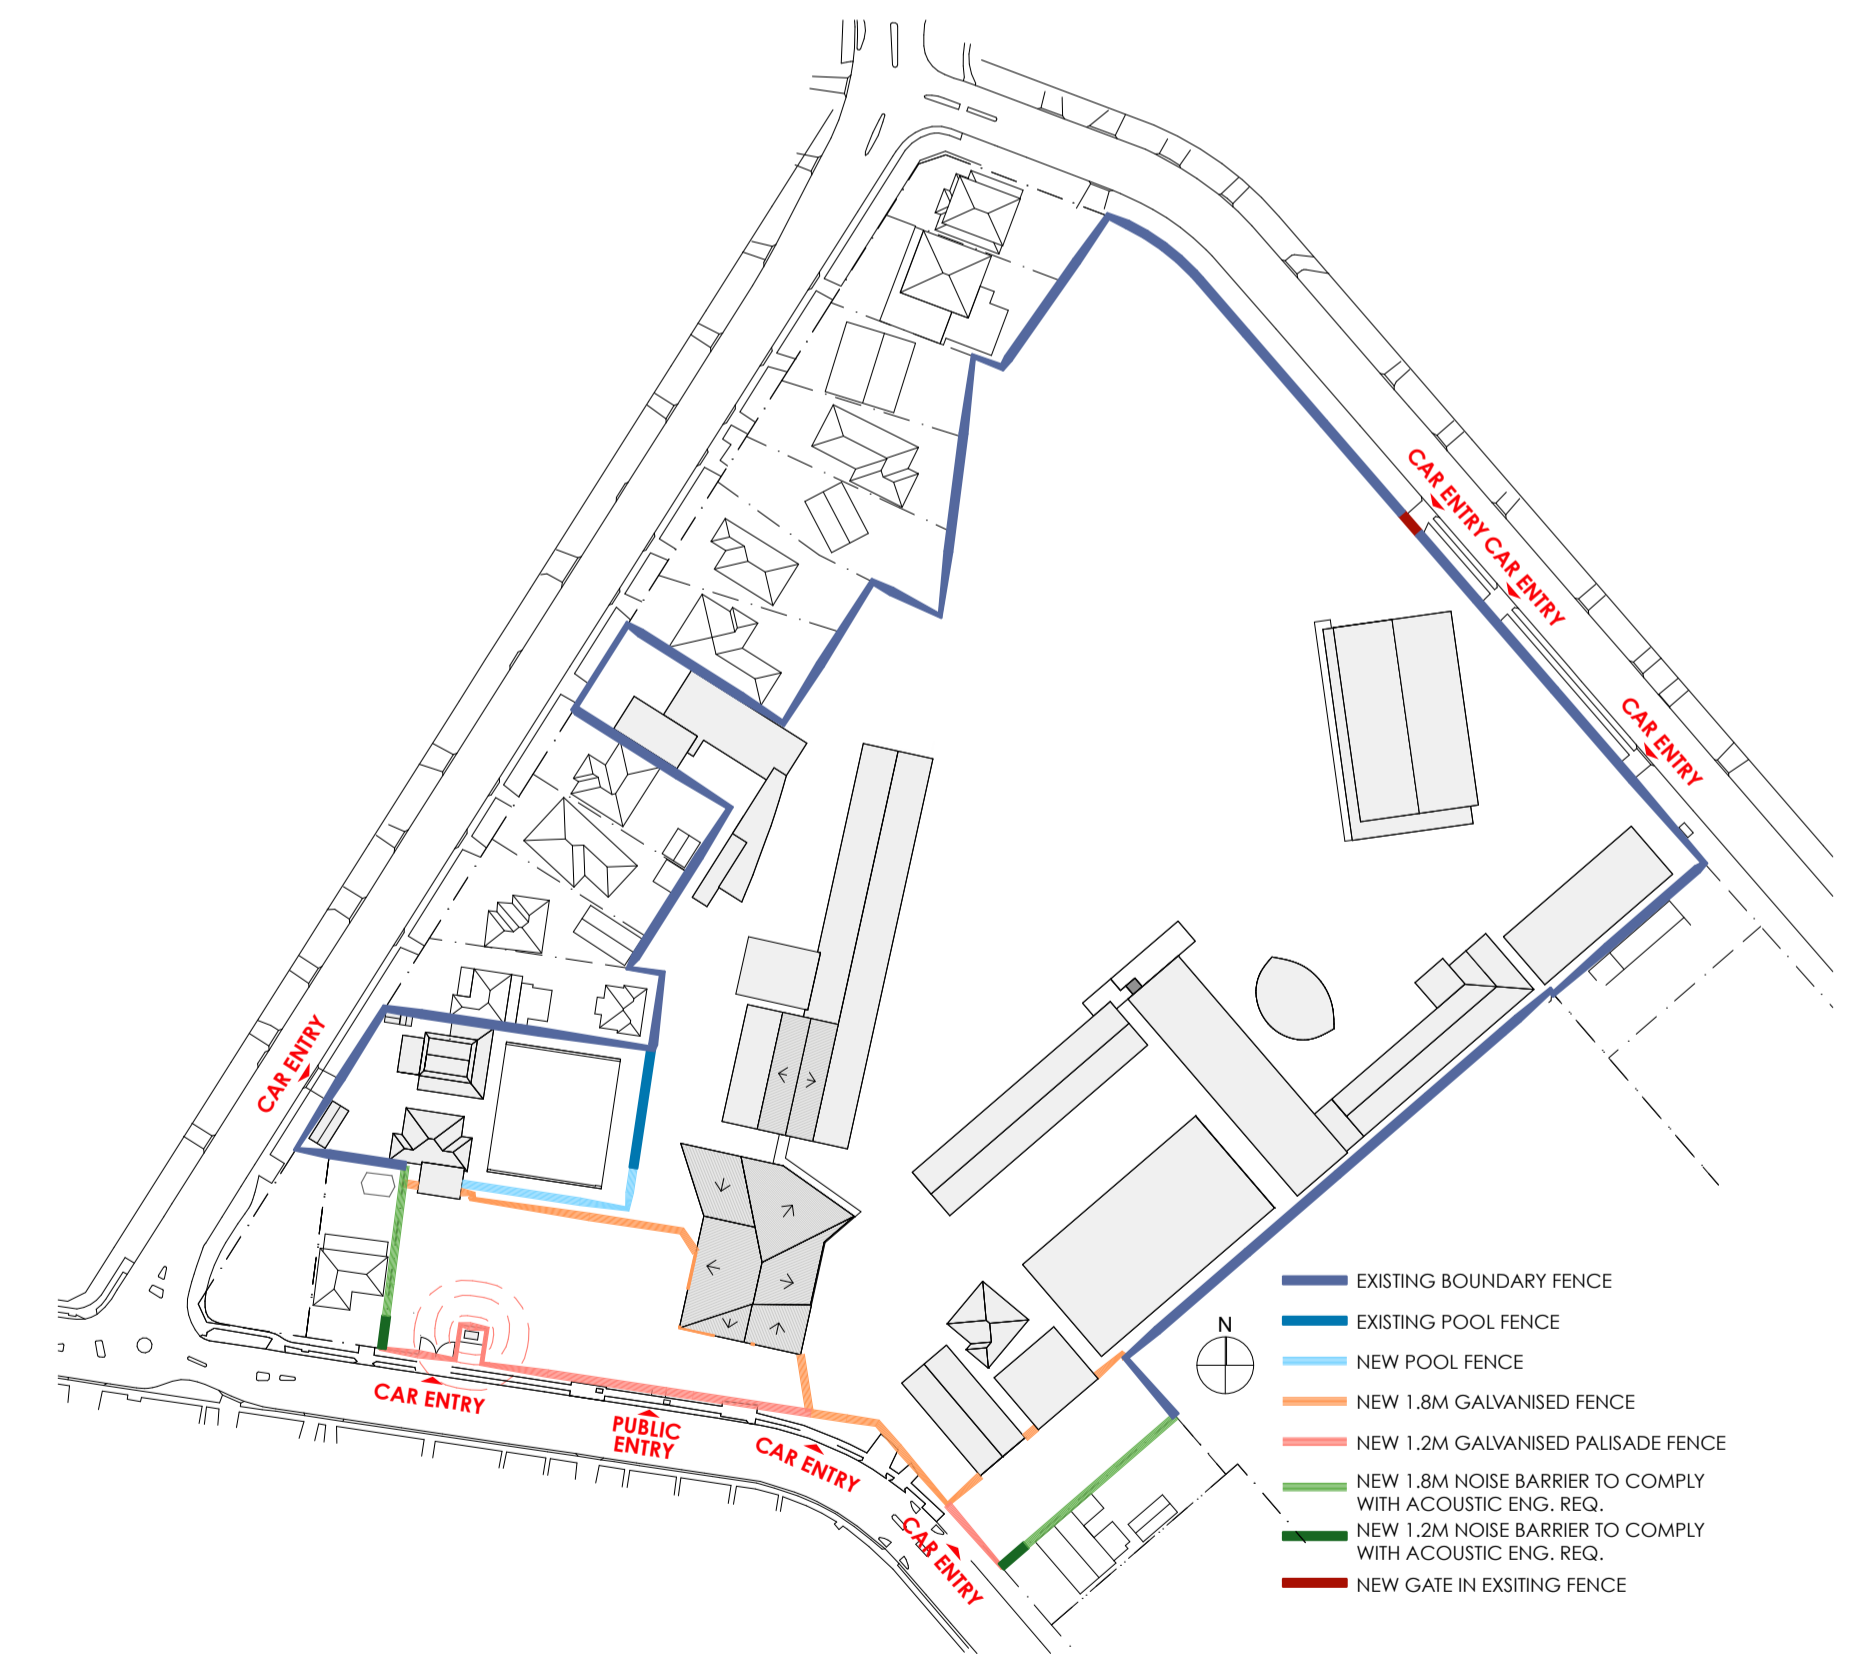 CAR ENTRY
CAR ENTRY
CAR ENTRY
CAR ENTRY
CAR ENTRY
PUBLIC
ENTRY
CAR ENTRY
CAR ENTRY
N
EXISTING BOUNDARY FENCE
EXISTING POOL FENCE
NEW POOL FENCE
NEW 1.8M GALVANISED FENCE
NEW 1.2M GALVANISED PALISADE FENCE
NEW 1.8M NOISE BARRIER TO COMPLY
WITH ACOUSTIC ENG. REQ.
NEW 1.2M NOISE BARRIER TO COMPLY
WITH ACOUSTIC ENG. REQ.
NEW GATE IN EXSITING FENCE